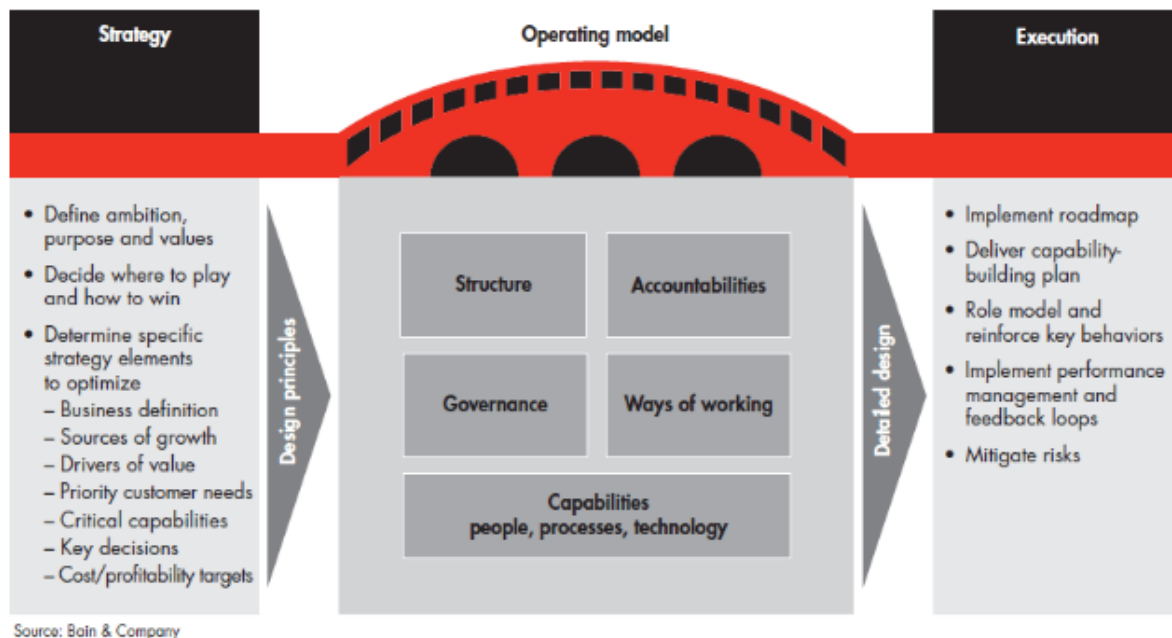 Strategy
Operating model
Execution
• Define ambition,
purpose and values
• Decide where to play
and how to win
• Determine specific
strategy elements
to optimize
– Business definition
– Sources of growth
– Drivers of value
– Priority customer needs
– Critical capabilities
– Key decisions
– Cost/profitability targets
Design principles
Structure
Accountabilities
Governance
Ways of working
Capabilities
people, processes, technology
Detailed design
• Implement roadmap
• Deliver capability-
building plan
• Role model and
reinforce key behaviors
• Implement performance
management and
feedback loops
• Mitigate risks
Source: Bain & Company